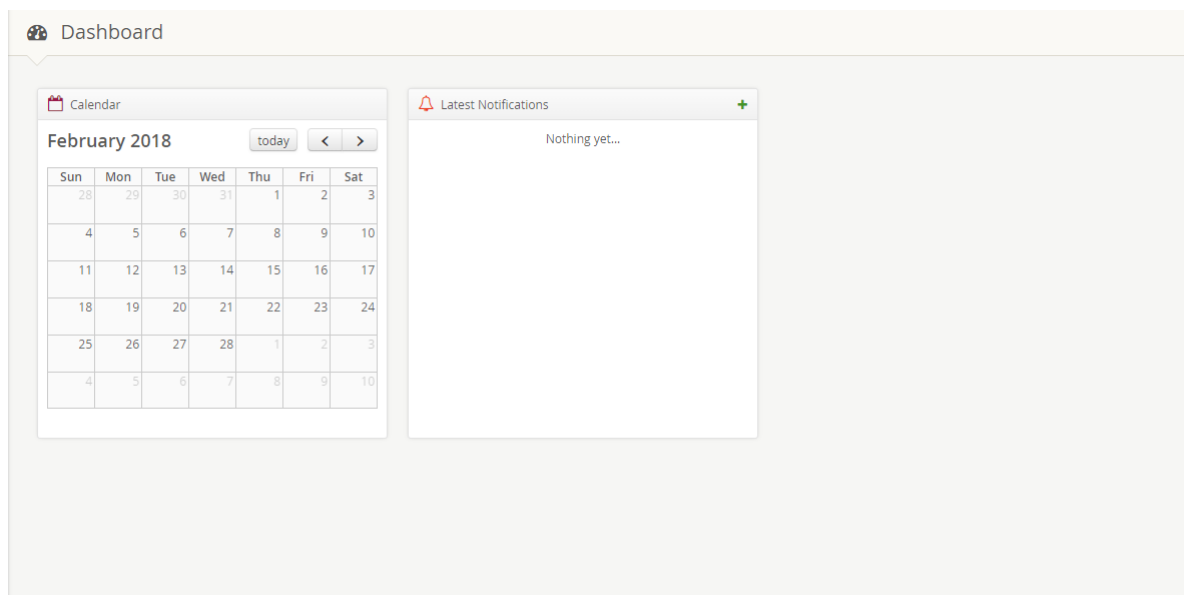 Dashboard
Calendar
February 2018 today
Sun Mon Tue Wed Thu Fri Sat
28 29 30 31 1 2 3
4 5 6 7 8 9 10
11 12 13 14 15 16 17
18 19 20 21 22 23 24
25 26 27 28 1 2 3
4 5 6 7 8 9 10
Latest Notifications
Nothing yet...